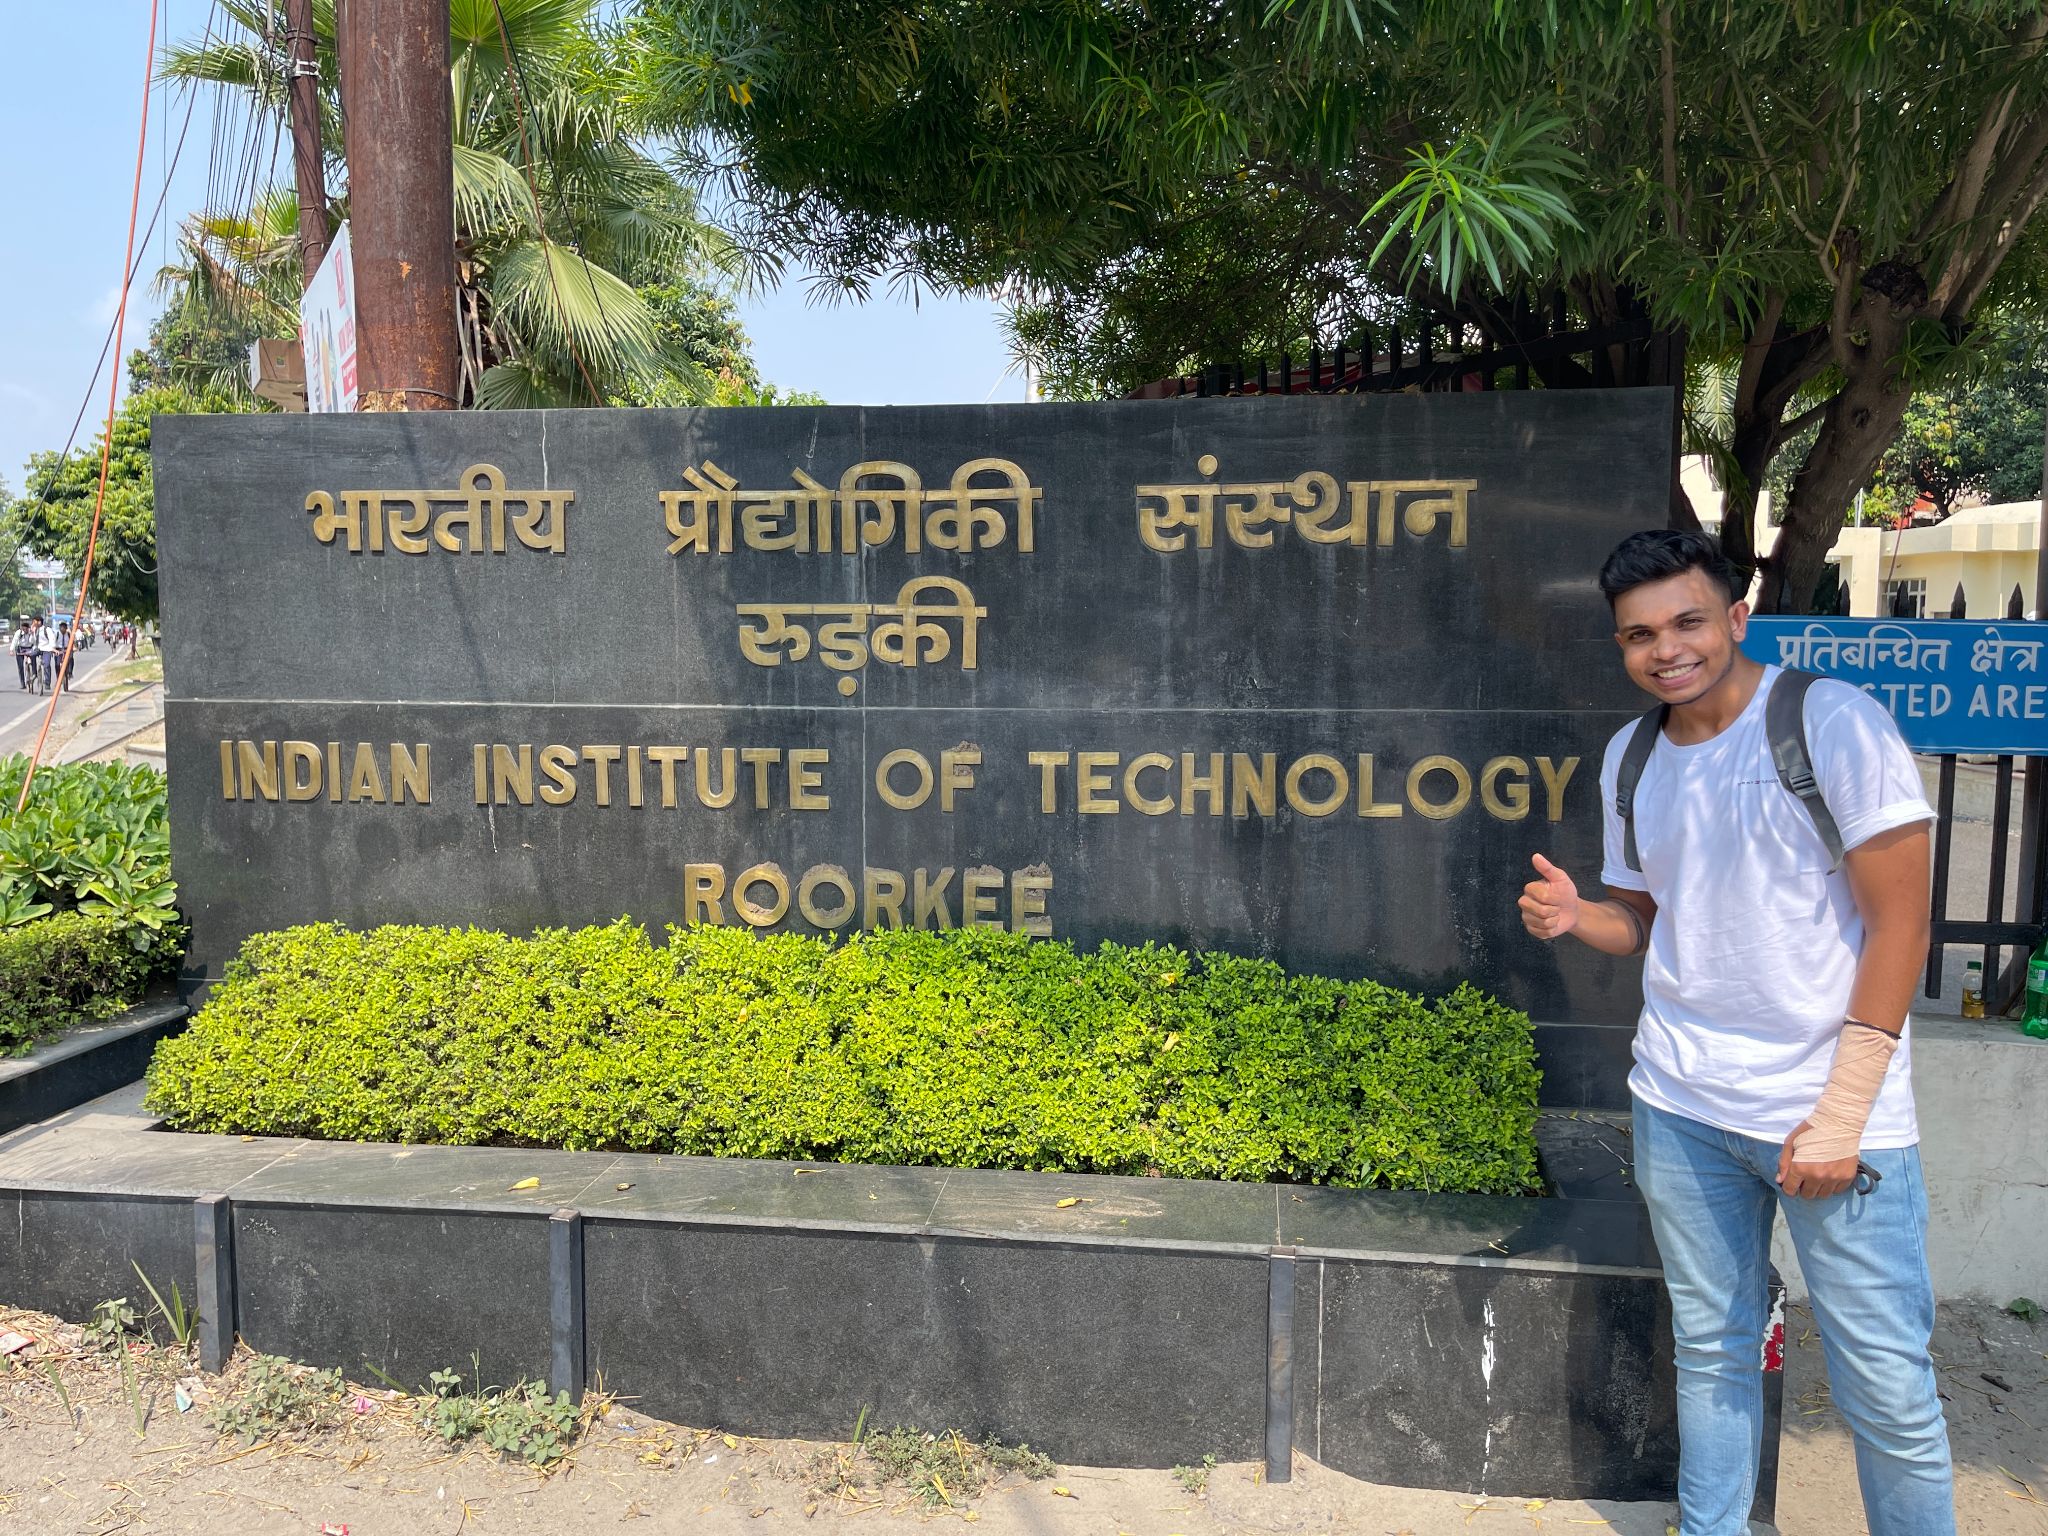 भारतीय प्रौद्योगिकी संस्थान
रुड़की
INDIAN INSTITUTE OF TECHNOLOGY
ROORKEE
प्रतिबन्धित क्षेत्र